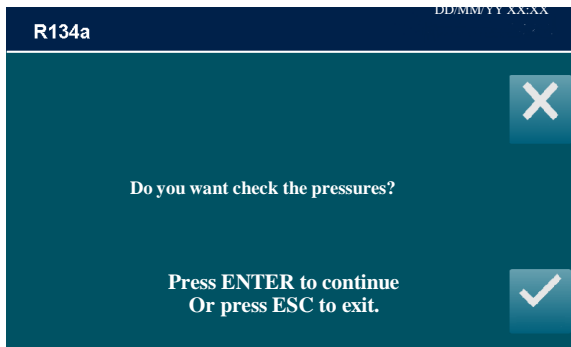 DD/MM/YY XX:XX
R134a
Do you want check the pressures?
Press ENTER to continue
Or press ESC to exit.